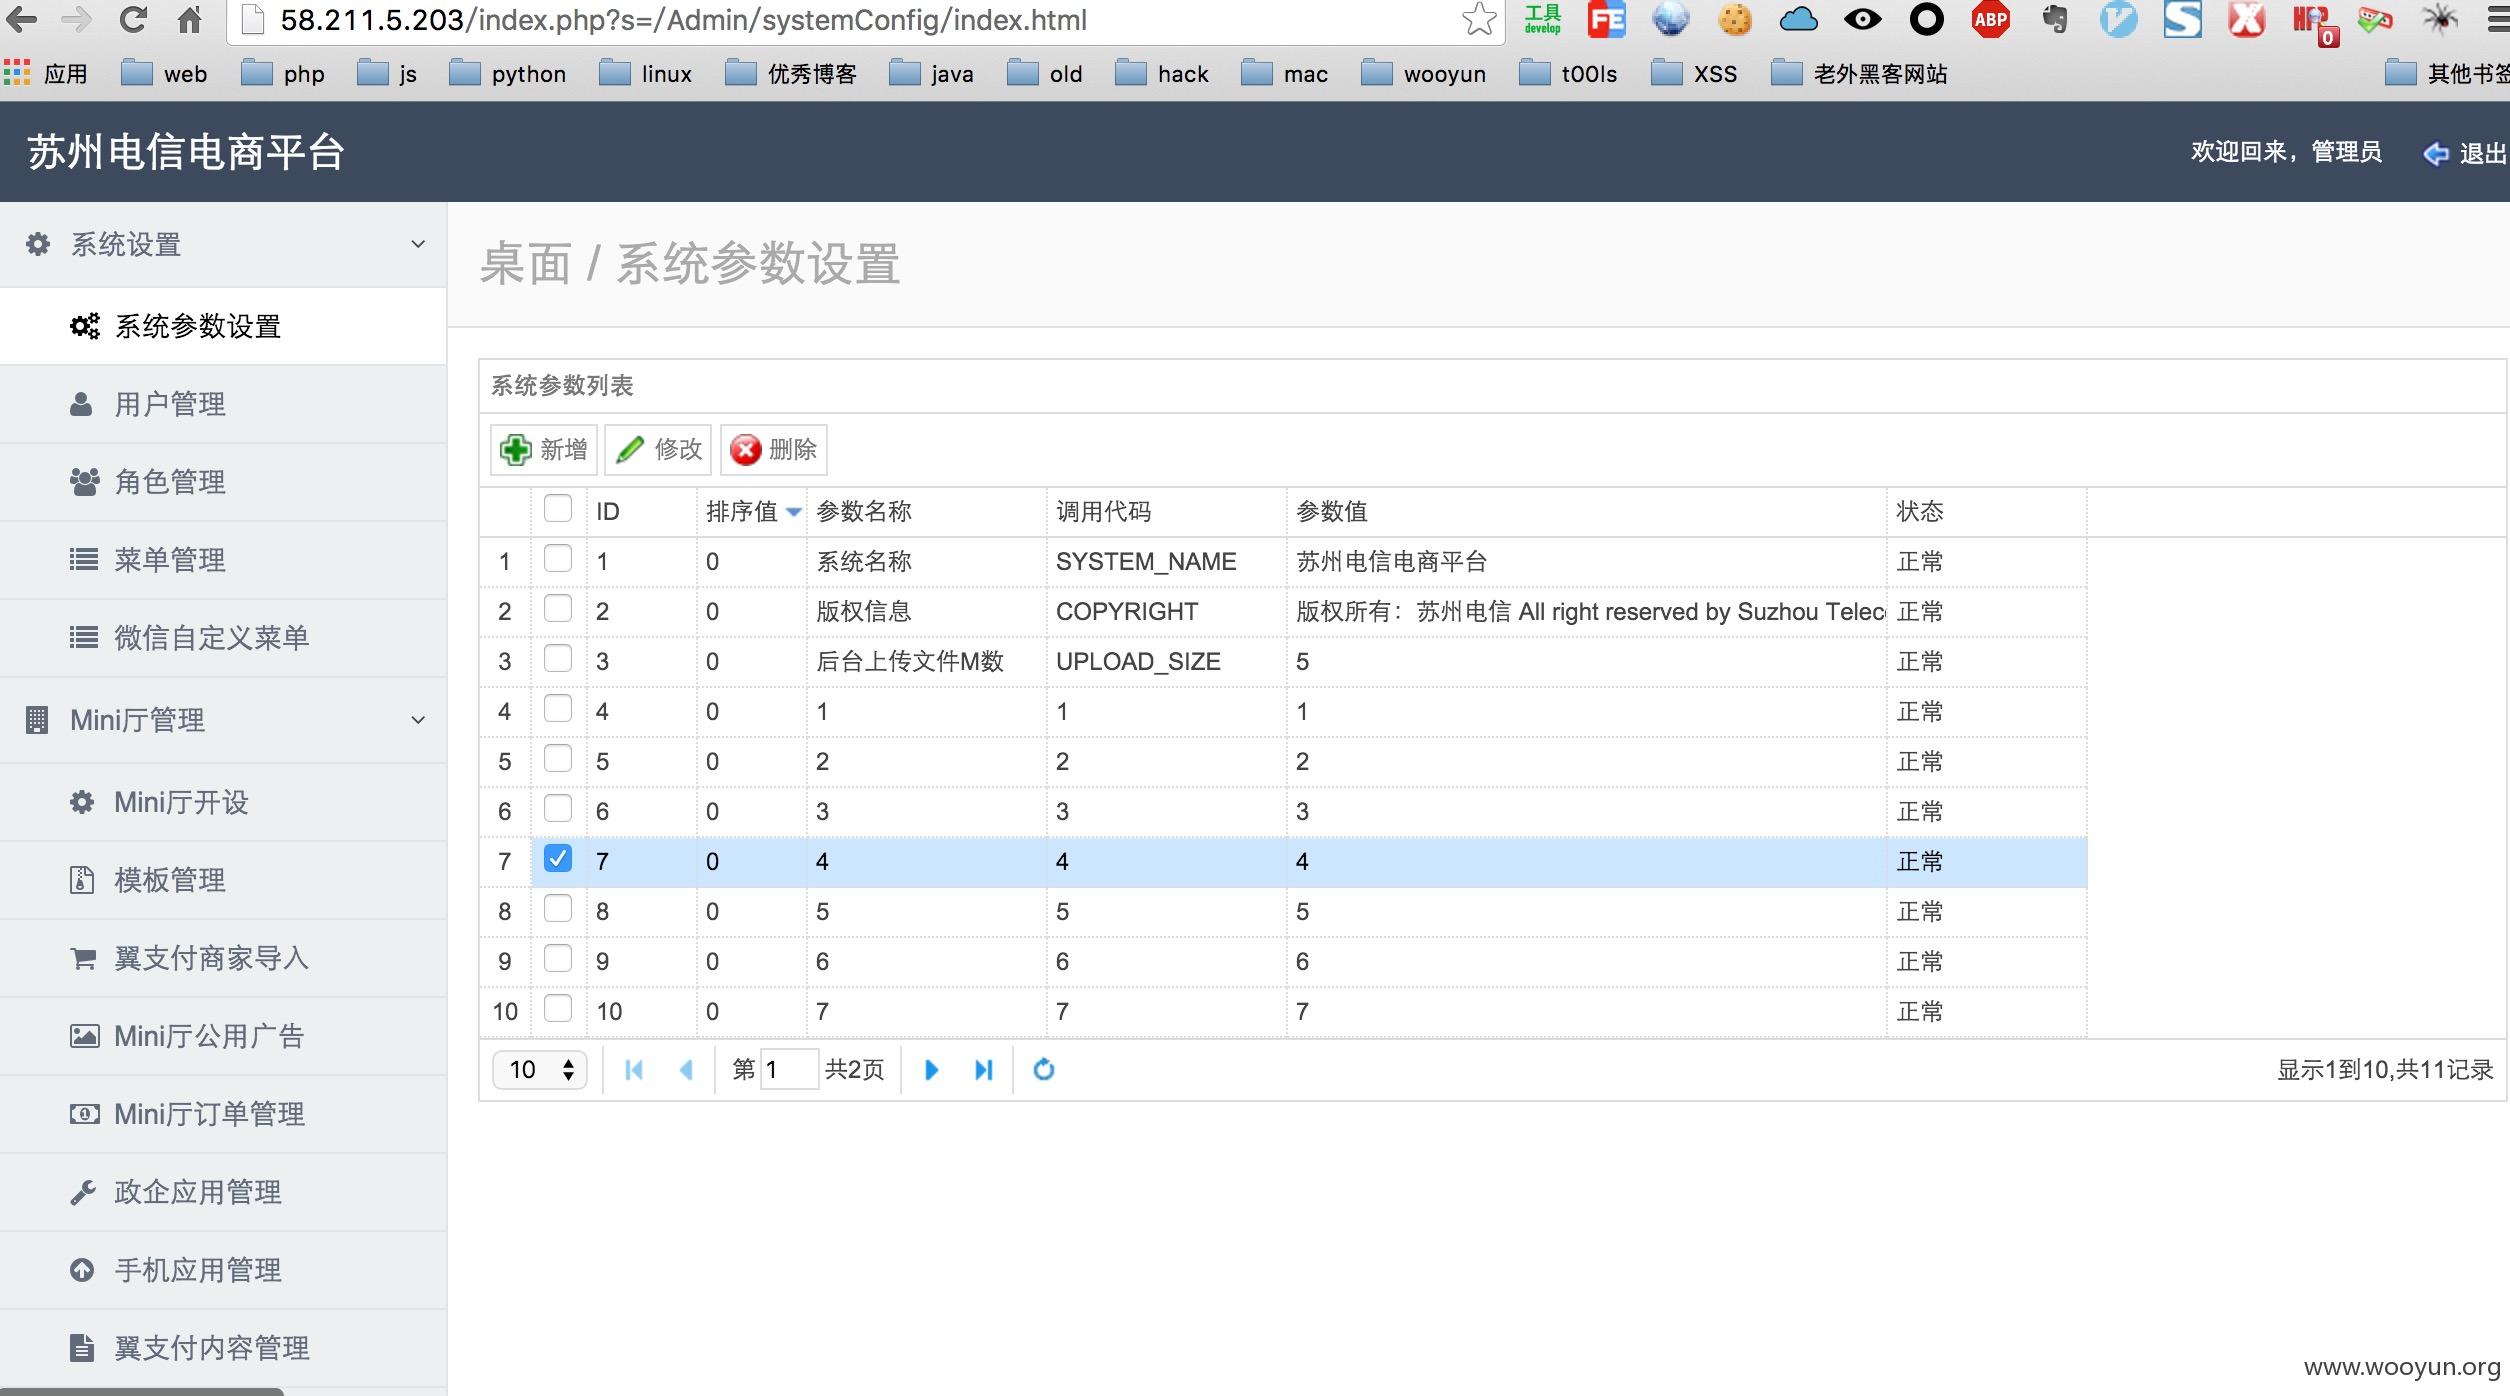 58.211.5.203/index.php?s=/Admin/systemConfig/index.html
工具 develop FE ABP 0
应用 web php js python linux 优秀博客 java old hack mac wooyun t00ls XSS 老外黑客网站 其他书签
苏州电信电商平台
欢迎回来，管理员 退出
系统设置
系统参数设置
用户管理
角色管理
菜单管理
微信自定义菜单
Mini厅管理
Mini厅开设
模板管理
翼支付商家导入
Mini厅公用广告
Mini厅订单管理
政企应用管理
手机应用管理
翼支付内容管理
桌面 / 系统参数设置
系统参数列表
新增 修改 删除
ID 排序值 参数名称 调用代码 参数值 状态
1 1 0 系统名称 SYSTEM_NAME 苏州电信电商平台 正常
2 2 0 版权信息 COPYRIGHT 版权所有：苏州电信 All right reserved by Suzhou Telec 正常
3 3 0 后台上传文件M数 UPLOAD_SIZE 5 正常
4 4 0 1 1 1 正常
5 5 0 2 2 2 正常
6 6 0 3 3 3 正常
7 7 0 4 4 4 正常
8 8 0 5 5 5 正常
9 9 0 6 6 6 正常
10 10 0 7 7 7 正常
10 第 1 共2页 显示1到10,共11记录
www.wooyun.org